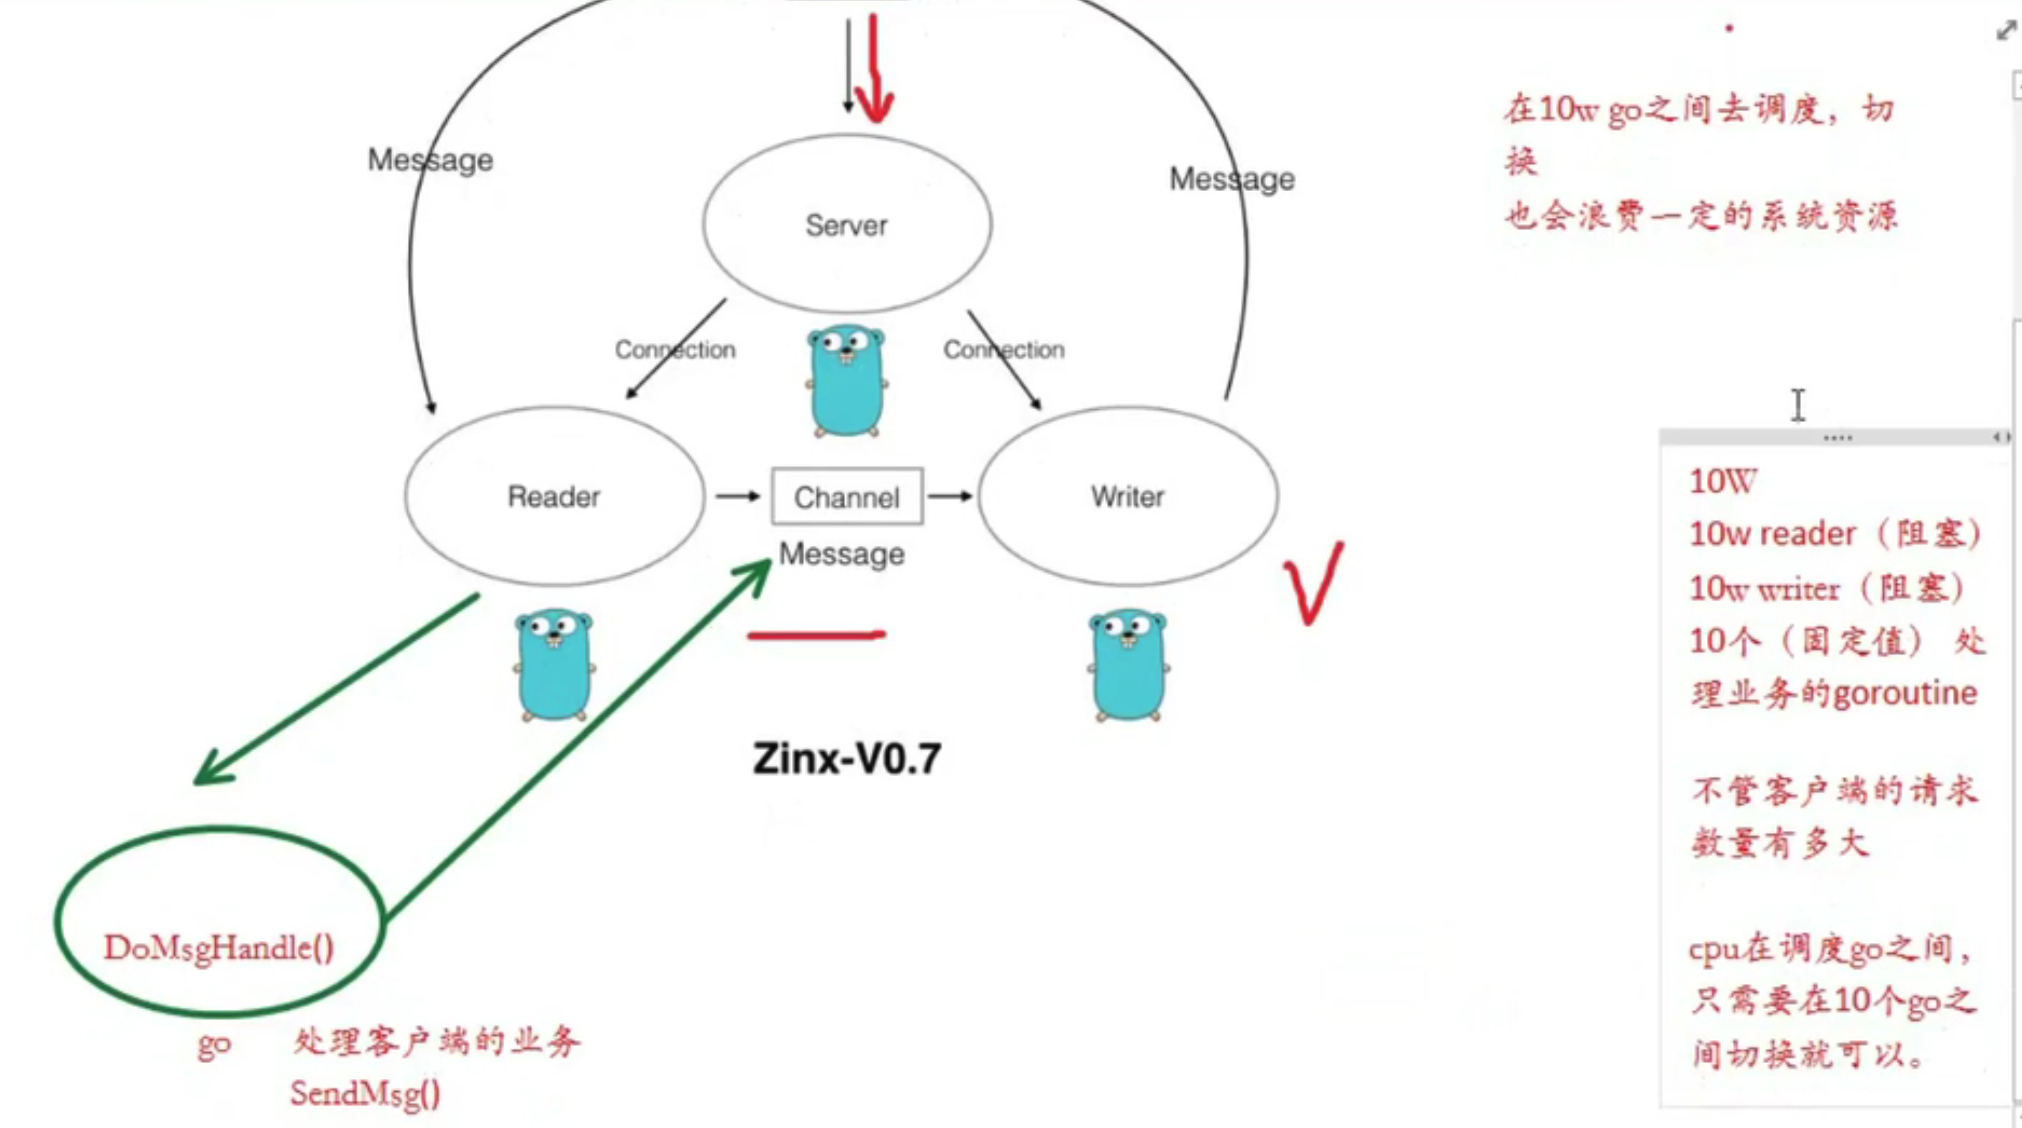 Message
Message
Server
Connection
Connection
Reader
Channel
Writer
Message
Zinx-V0.7
DoMsgHandle()
go 处理客户端的业务
SendMsg()
在10w go之间去调度，切
换
也会浪费一定的系统资源
10W
10w reader（阻塞）
10w writer（阻塞）
10个（固定值） 处
理业务的goroutine
不管客户端的请求
数量有多大
cpu在调度go之间，
只需要在10个go之
间切换就可以。